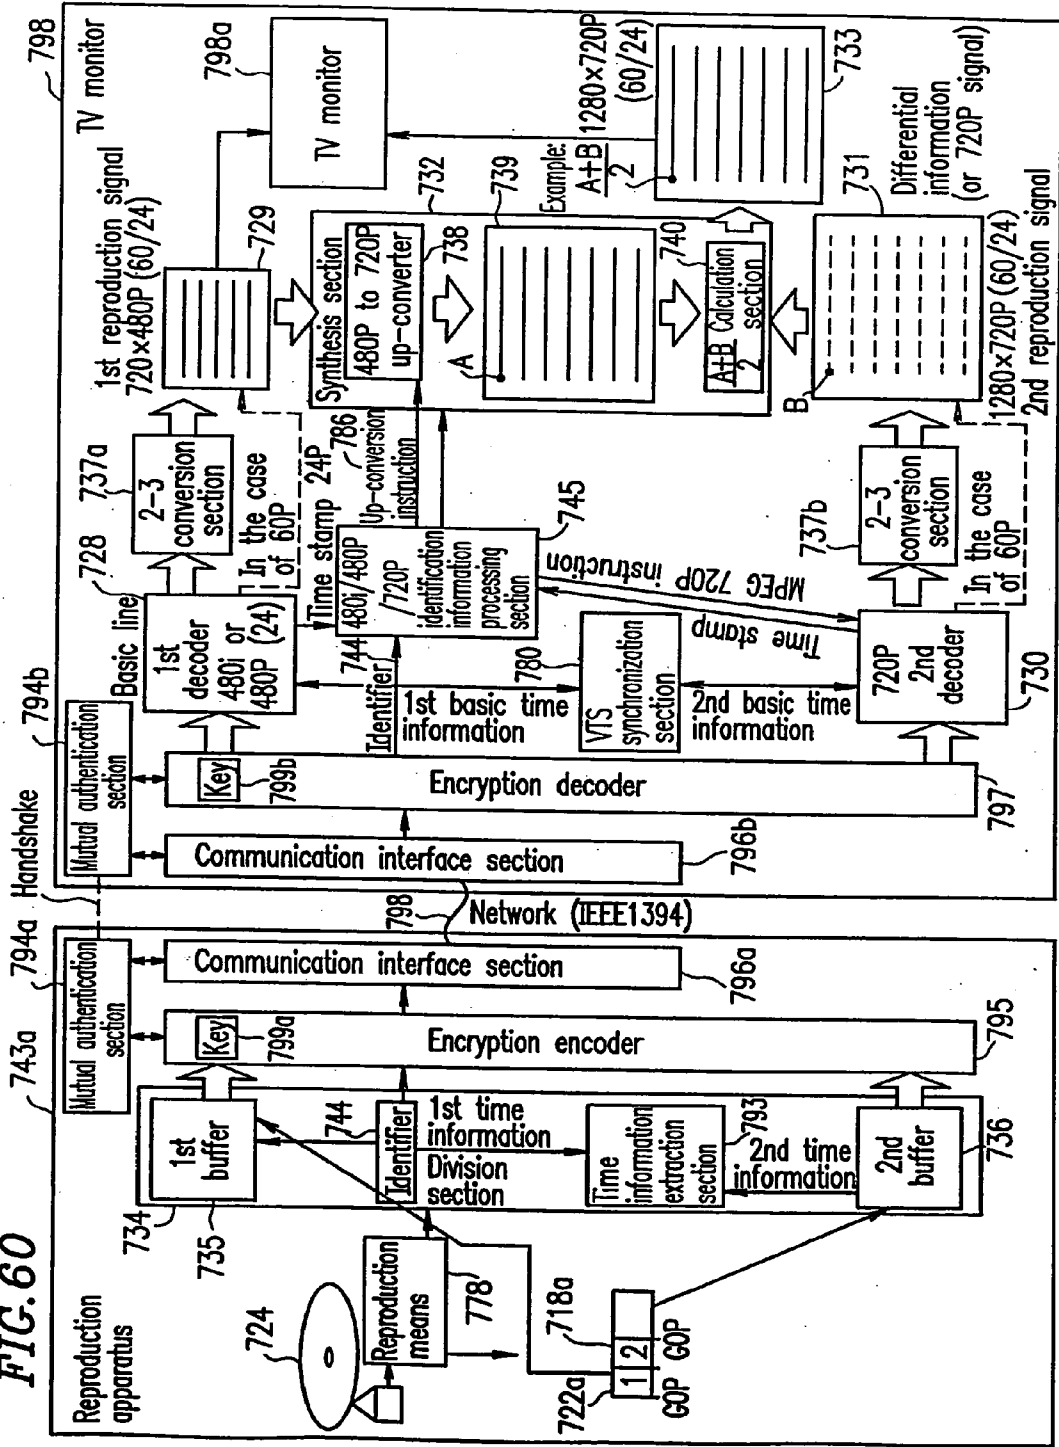 FIG.60
Reproduction
apparatus
743a
794a
Handshake
794b
798
TV monitor
734
735
1st
buffer
Mutual authentication
section
Key
799a
Encryption encoder
795
Communication interface section
796a
724
Reproduction
means
778
Identifier
744
Division
section
1st time
information
Time
information
extraction
section
793
2nd time
information
2nd
buffer
736
722a
718a
1
2
GOP
GOP
798
Network (IEEE1394)
Mutual authentication
section
Communication interface section
796b
Key
799b
Encryption decoder
797
Basic line
728
1st
decoder
480i or
480P (24)
In the case
of 60P
737a
2-3
conversion
section
1st reproduction signal
720×480P (60/24)
729
798a
TV monitor
Time stamp
24P
Identifier
744
480i/480P
/720P
identification
information
processing
section
745
786
Up-conversion
instruction
1st basic time
information
780
VTS
synchronization
section
2nd basic time
information
MPEG 720P instruction
Time stamp
720P
2nd
decoder
730
In the case
of 60P
737b
2-3
conversion
section
Synthesis section
480P to 720P
up-converter
732
738
A
739
740
A+B
2
Calculation
section
Example:
A+B
2
1280×720P
(60/24)
733
B
731
Differential
information
(or 720P signal)
1280×720P (60/24)
2nd reproduction signal